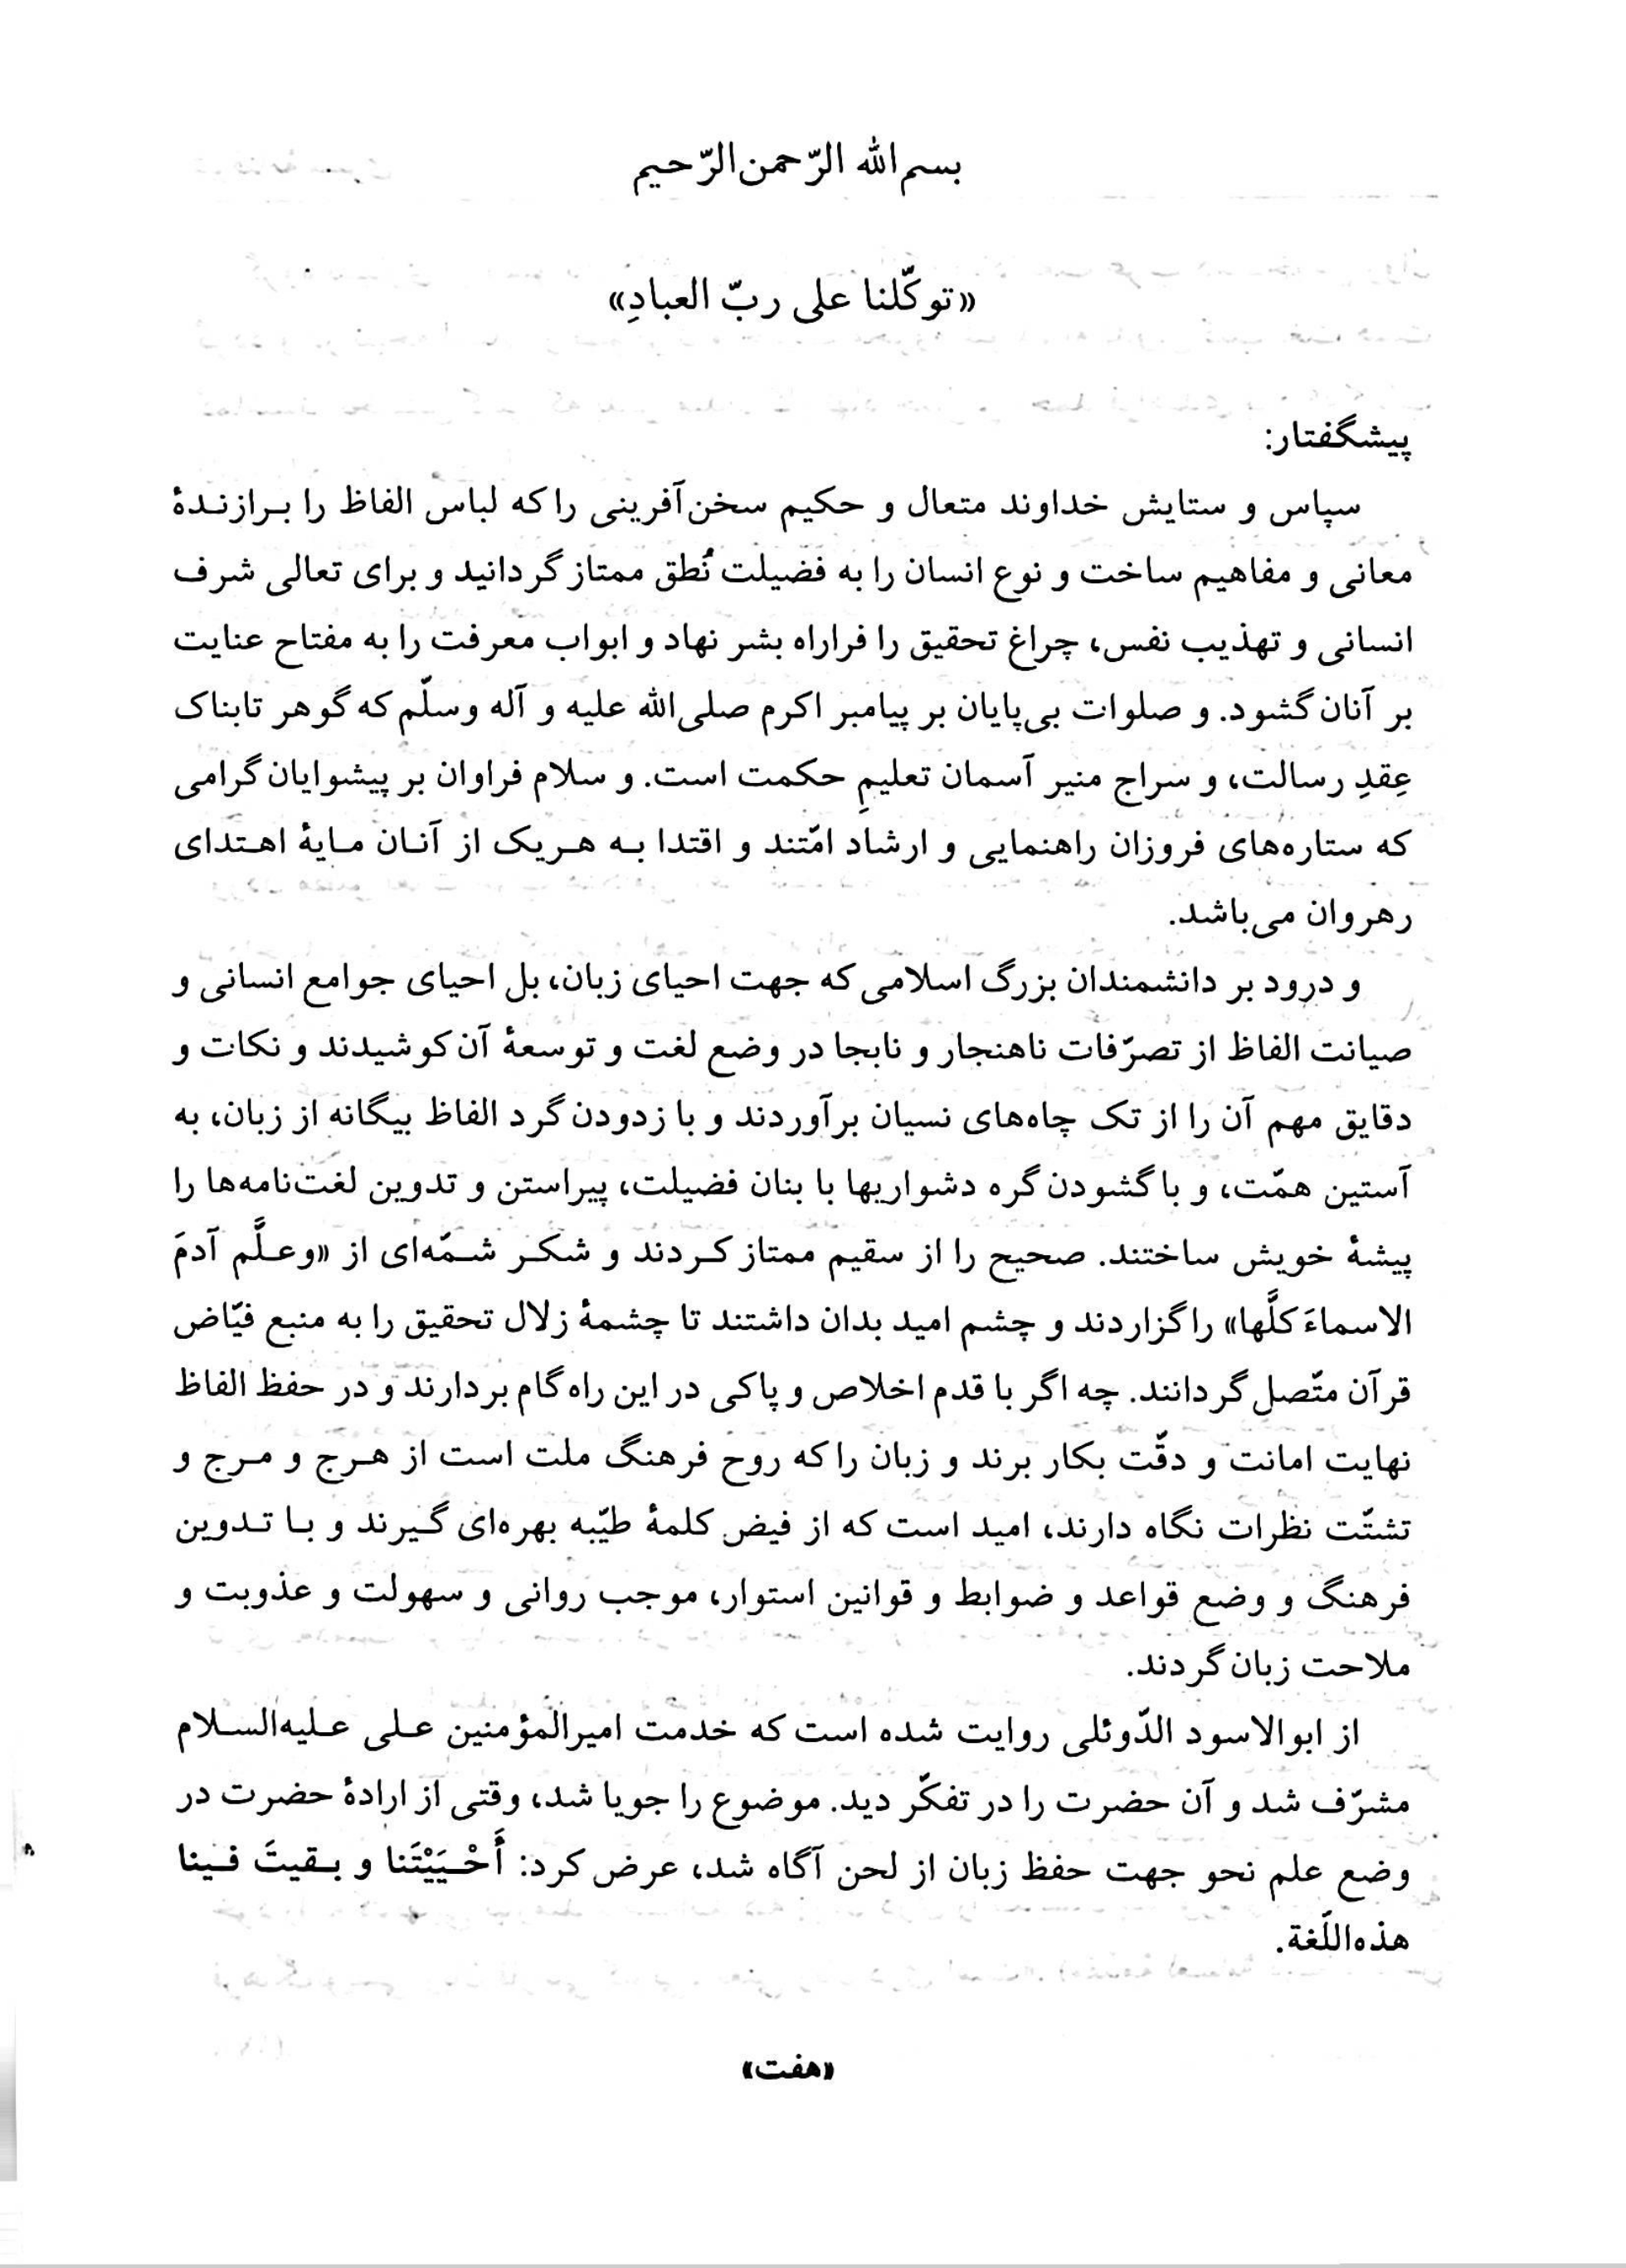 بسم‌الله الرّحمن‌الرّحیم
«توکّلنا علی ربّ العبادِ»
پیشگفتار:
سپاس و ستایش خداوند متعال و حکیم سخن‌آفرینی را که لباس الفاظ را برازندهٔ
معانی و مفاهیم ساخت و نوع انسان را به فضیلت نُطق ممتاز گردانید و برای تعالی شرف
انسانی و تهذیب نفس، چراغ تحقیق را فراراه بشر نهاد و ابواب معرفت را به مفتاح عنایت
بر آنان گشود. و صلوات بی‌پایان بر پیامبر اکرم صلی‌الله علیه و آله وسلّم که گوهر تابناک
عِقدِ رسالت، و سراج منیر آسمان تعلیمِ حکمت است. و سلام فراوان بر پیشوایان گرامی
که ستاره‌های فروزان راهنمایی و ارشاد امّتند و اقتدا به هریک از آنان مایهٔ اهتدای
رهروان می‌باشد.
و درود بر دانشمندان بزرگ اسلامی که جهت احیای زبان، بل احیای جوامع انسانی و
صیانت الفاظ از تصرّفات ناهنجار و نابجا در وضع لغت و توسعهٔ آن کوشیدند و نکات و
دقایق مهم آن را از تک چاه‌های نسیان برآوردند و با زدودن گرد الفاظ بیگانه از زبان، به
آستین همّت، و با گشودن گره دشواریها با بنان فضیلت، پیراستن و تدوین لغت‌نامه‌ها را
پیشهٔ خویش ساختند. صحیح را از سقیم ممتاز کردند و شکر شمّه‌ای از «وعلَّم آدمَ
الاسماءَ کلَّها» را گزاردند و چشم امید بدان داشتند تا چشمهٔ زلال تحقیق را به منبع فیّاض
قرآن متّصل گردانند. چه اگر با قدم اخلاص و پاکی در این راه گام بردارند و در حفظ الفاظ
نهایت امانت و دقّت بکار برند و زبان را که روح فرهنگ ملت است از هرج و مرج و
تشتّت نظرات نگاه دارند، امید است که از فیض کلمهٔ طیّبه بهره‌ای گیرند و با تدوین
فرهنگ و وضع قواعد و ضوابط و قوانین استوار، موجب روانی و سهولت و عذوبت و
ملاحت زبان گردند.
از ابوالاسود الدّوئلی روایت شده است که خدمت امیرالمؤمنین علی علیه‌السلام
مشرّف شد و آن حضرت را در تفکّر دید. موضوع را جویا شد، وقتی از ارادهٔ حضرت در
وضع علم نحو جهت حفظ زبان از لحن آگاه شد، عرض کرد: أَحْیَیْتَنا و بقیتَ فینا
هذه‌اللّغة.
«هفت»